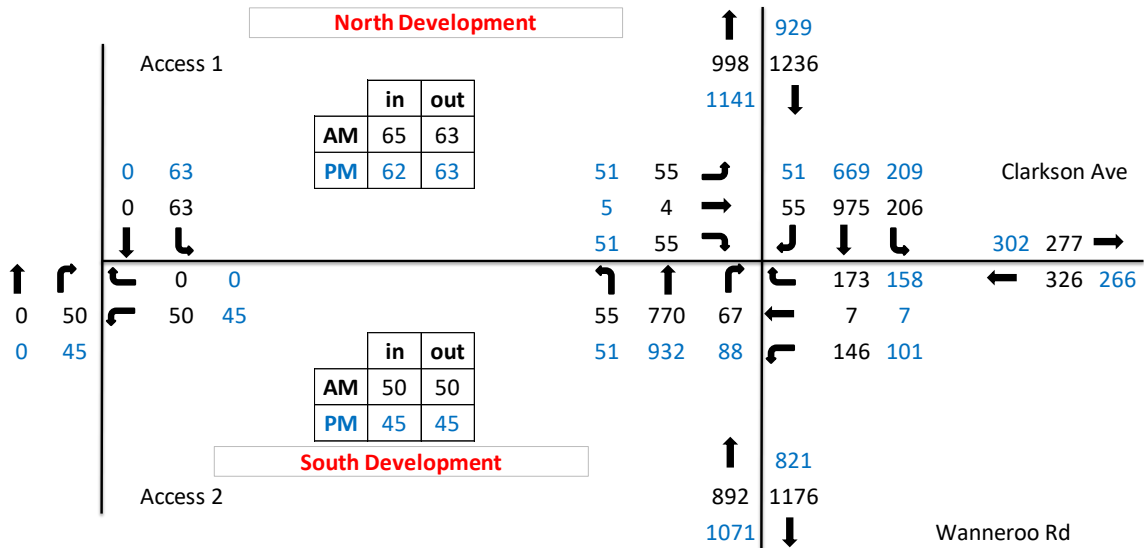 North Development
929
Access 1
998 1236
in out
1141
AM 65 63
0 63
PM 62 63
51 55
51 669 209
Clarkson Ave
0 63
5 4
55 975 206
51 55
302 277
0 0
173 158
326 266
0 50
50 45
55 770 67
7 7
0 45
in out
51 932 88
146 101
AM 50 50
PM 45 45
South Development
821
Access 2
892 1176
1071
Wanneroo Rd